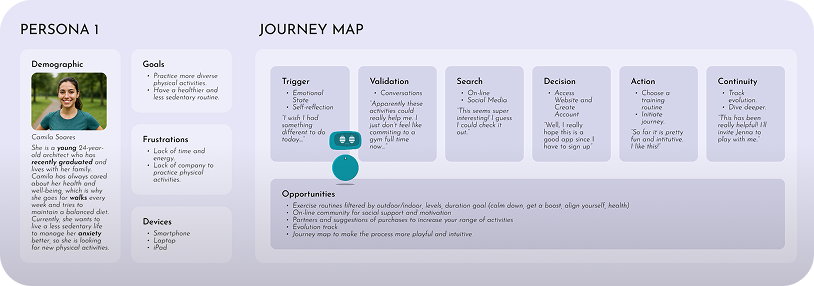 PERSONA 1
Demographic
Camila Soares
She is a young 24-year-
old architect who has
recently graduated and
lives with her family.
Camila has always cared
about her health and
well-being, which is why
she goes for walks every
week and tries to
maintain a balanced diet.
Currently, she wants to
live a less sedentary life
to manage her anxiety
better, so she is looking
for new physical activities.
Goals
• Practice more diverse
physical activities.
• Have a healthier and
less sedentary routine.
Frustrations
• Lack of time and
energy.
• Lack of company to
practice physical
activities.
Devices
• Smartphone
• Laptop
• iPad
JOURNEY MAP
Trigger
• Emotional
State
• Self-reflection
"I wish I had
something
different to do
today..."
Validation
• Conversations
"Apparently these
activities could
really help me. I
just don't like
commiting to a
gym full time
now..."
Search
• On-line
• Social Media
"This seems super
interesting! I guess
I could check it
out."
Decision
• Access
Website and
Create
Account
"Well, I really
hope this is a
good app since I
have to sign up"
Action
• Choose a
training
routine
• Initiate
journey.
"So far it is pretty
fun and intitutive.
I like this!"
Continuity
• Track
evolution.
• Dive deeper.
"This has been
really helpful! I'll
invite Jenna to
play with me."
Opportunities
• Exercise routines filtered by outdoor/indoor, levels, duration goal (calm down, get a boost, align yourself, health)
• On-line community for social support and motivation
• Partners and suggestions of purchases to increase your range of activities
• Evolution track
• Journey map to make the process more playful and intuitive